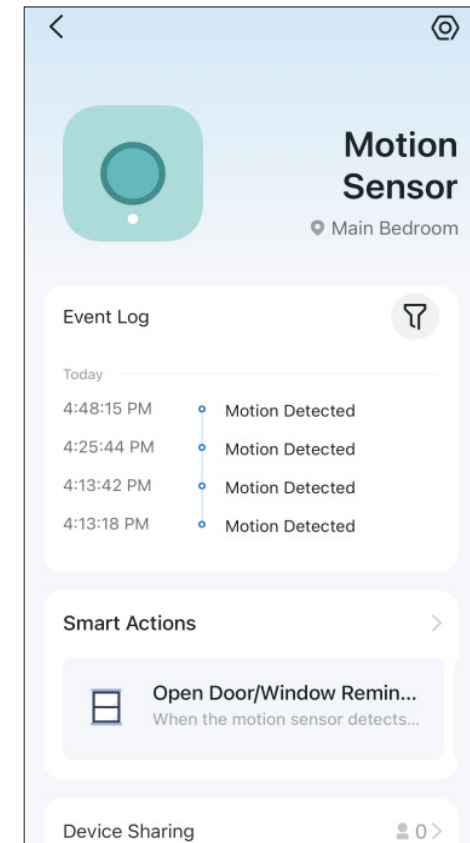 Motion
Sensor
Main Bedroom
Event Log
Today
4:48:15 PM Motion Detected
4:25:44 PM Motion Detected
4:13:42 PM Motion Detected
4:13:18 PM Motion Detected
Smart Actions
Open Door/Window Remin...
When the motion sensor detects...
Device Sharing 0